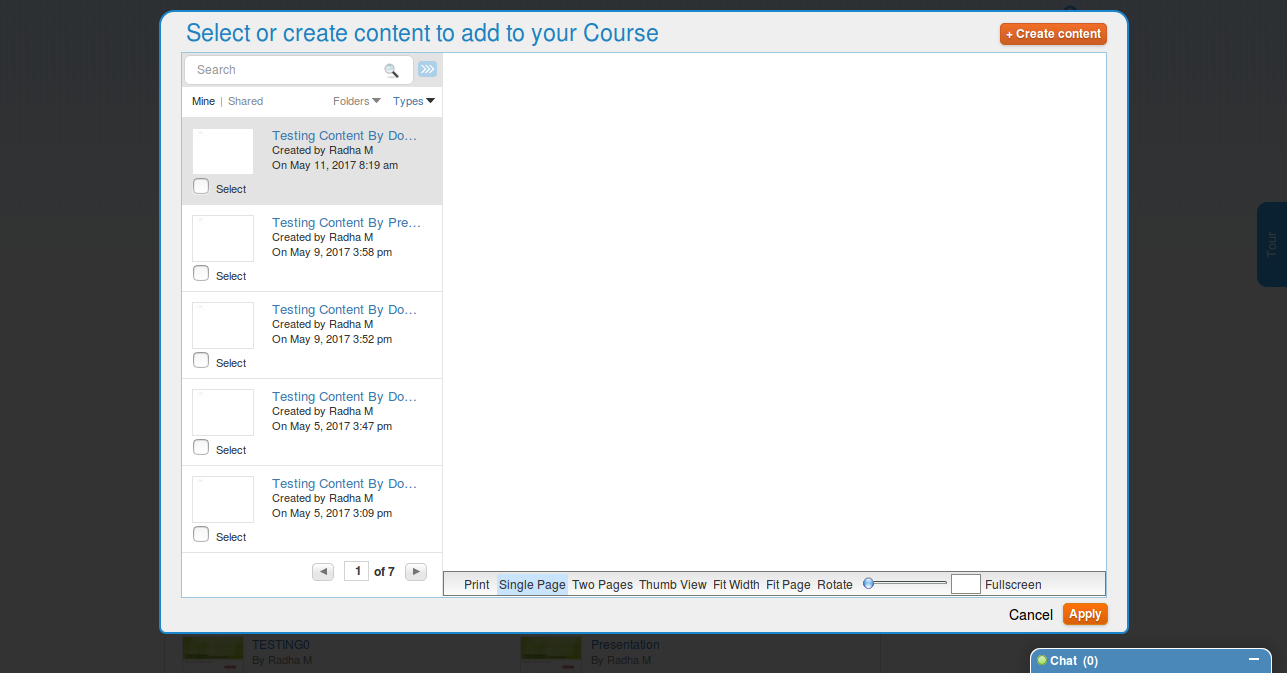 Select or create content to add to your Course
+ Create content
Search
Mine | Shared
Folders
Types
Testing Content By Do...
Created by Radha M
On May 11, 2017 8:19 am
Select
Testing Content By Pre...
Created by Radha M
On May 9, 2017 3:58 pm
Select
Testing Content By Do...
Created by Radha M
On May 9, 2017 3:52 pm
Select
Testing Content By Do...
Created by Radha M
On May 5, 2017 3:47 pm
Select
Testing Content By Do...
Created by Radha M
On May 5, 2017 3:09 pm
Select
1 of 7
Print Single Page Two Pages Thumb View Fit Width Fit Page Rotate Fullscreen
Cancel Apply
Tour
TESTING0
By Radha M
Presentation
By Radha M
Chat (0)